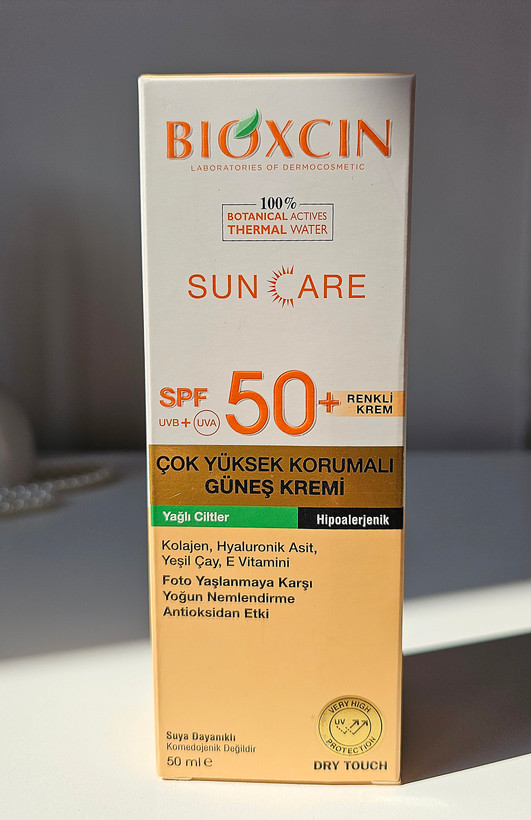 BIOXCIN
LABORATORIES OF DERMOCOSMETIC
100%
BOTANICAL ACTIVES
THERMAL WATER
SUN CARE
SPF 50+
UVB + UVA
RENKLİ
KREM
ÇOK YÜKSEK KORUMALI
GÜNEŞ KREMİ
Yağlı Ciltler
Hipoalerjenik
Kolajen, Hyaluronik Asit,
Yeşil Çay, E Vitamini
Foto Yaşlanmaya Karşı
Yoğun Nemlendirme
Antioksidan Etki
VERY HIGH
UV
PROTECTION
Suya Dayanıklı
Komedojenik Değildir
50 ml e
DRY TOUCH